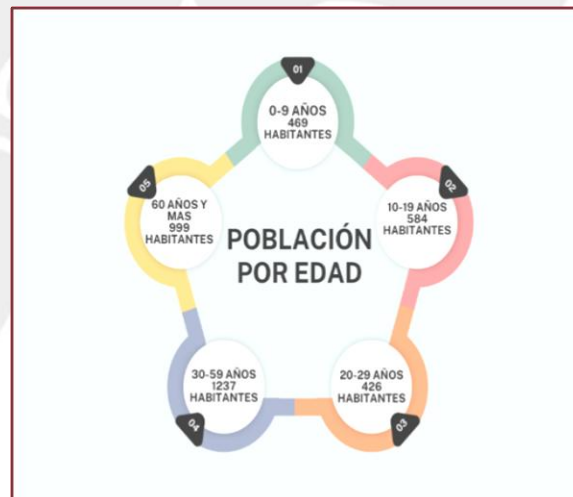 01
0-9 AÑOS
469
HABITANTES
02
10-19 AÑOS
584
HABITANTES
03
20-29 AÑOS
426
HABITANTES
04
30-59 AÑOS
1237
HABITANTES
05
60 AÑOS Y
MAS
999
HABITANTES
POBLACIÓN
POR EDAD